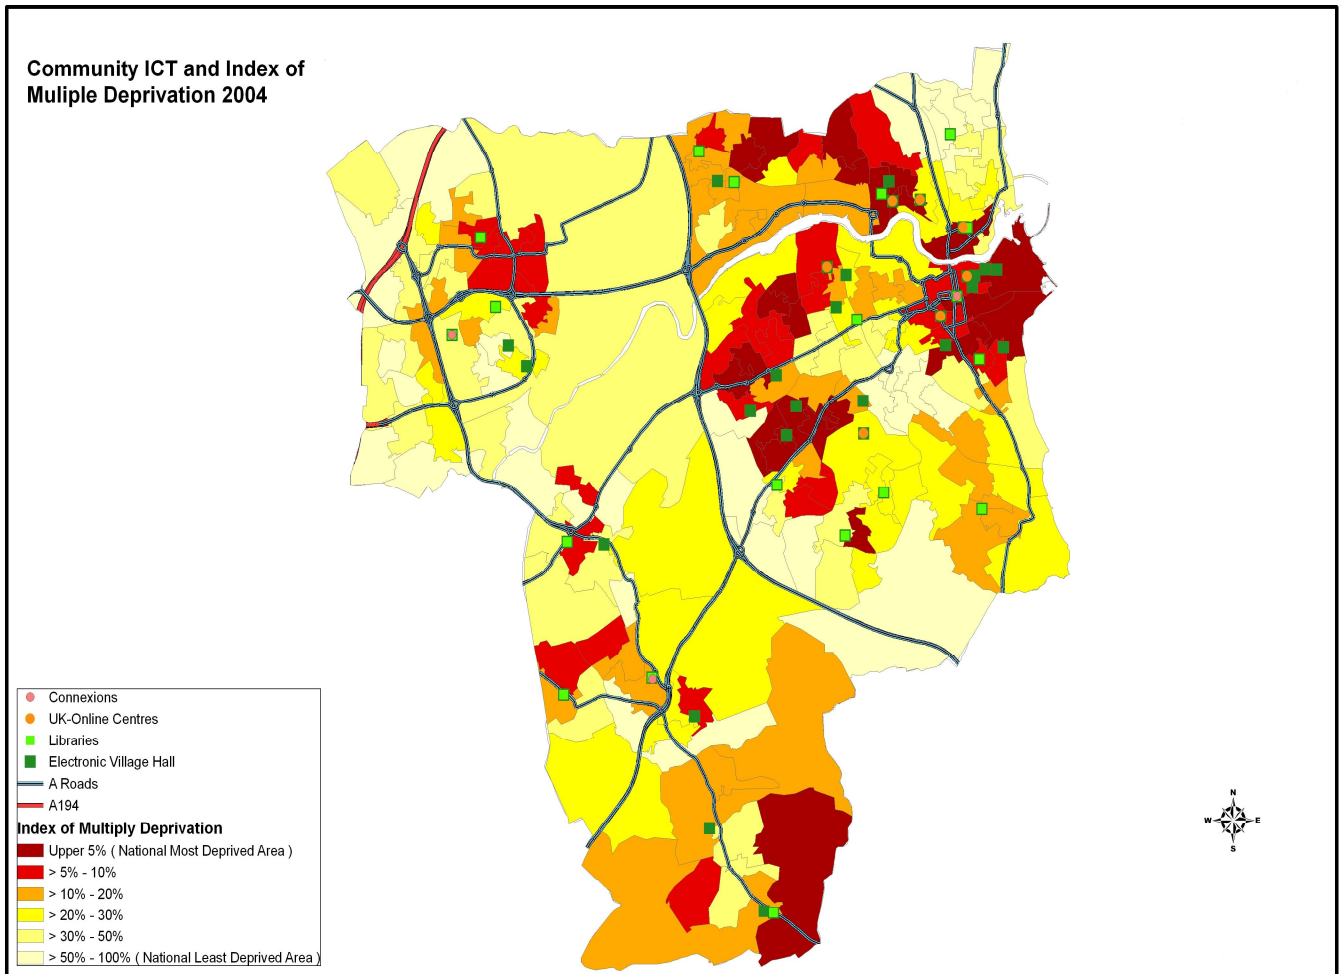 Community ICT and Index of
Muliple Deprivation 2004
Connexions
UK-Online Centres
Libraries
Electronic Village Hall
A Roads
A194
Index of Multiply Deprivation
Upper 5% ( National Most Deprived Area )
> 5% - 10%
> 10% - 20%
> 20% - 30%
> 30% - 50%
> 50% - 100% ( National Least Deprived Area )
N
W E
S